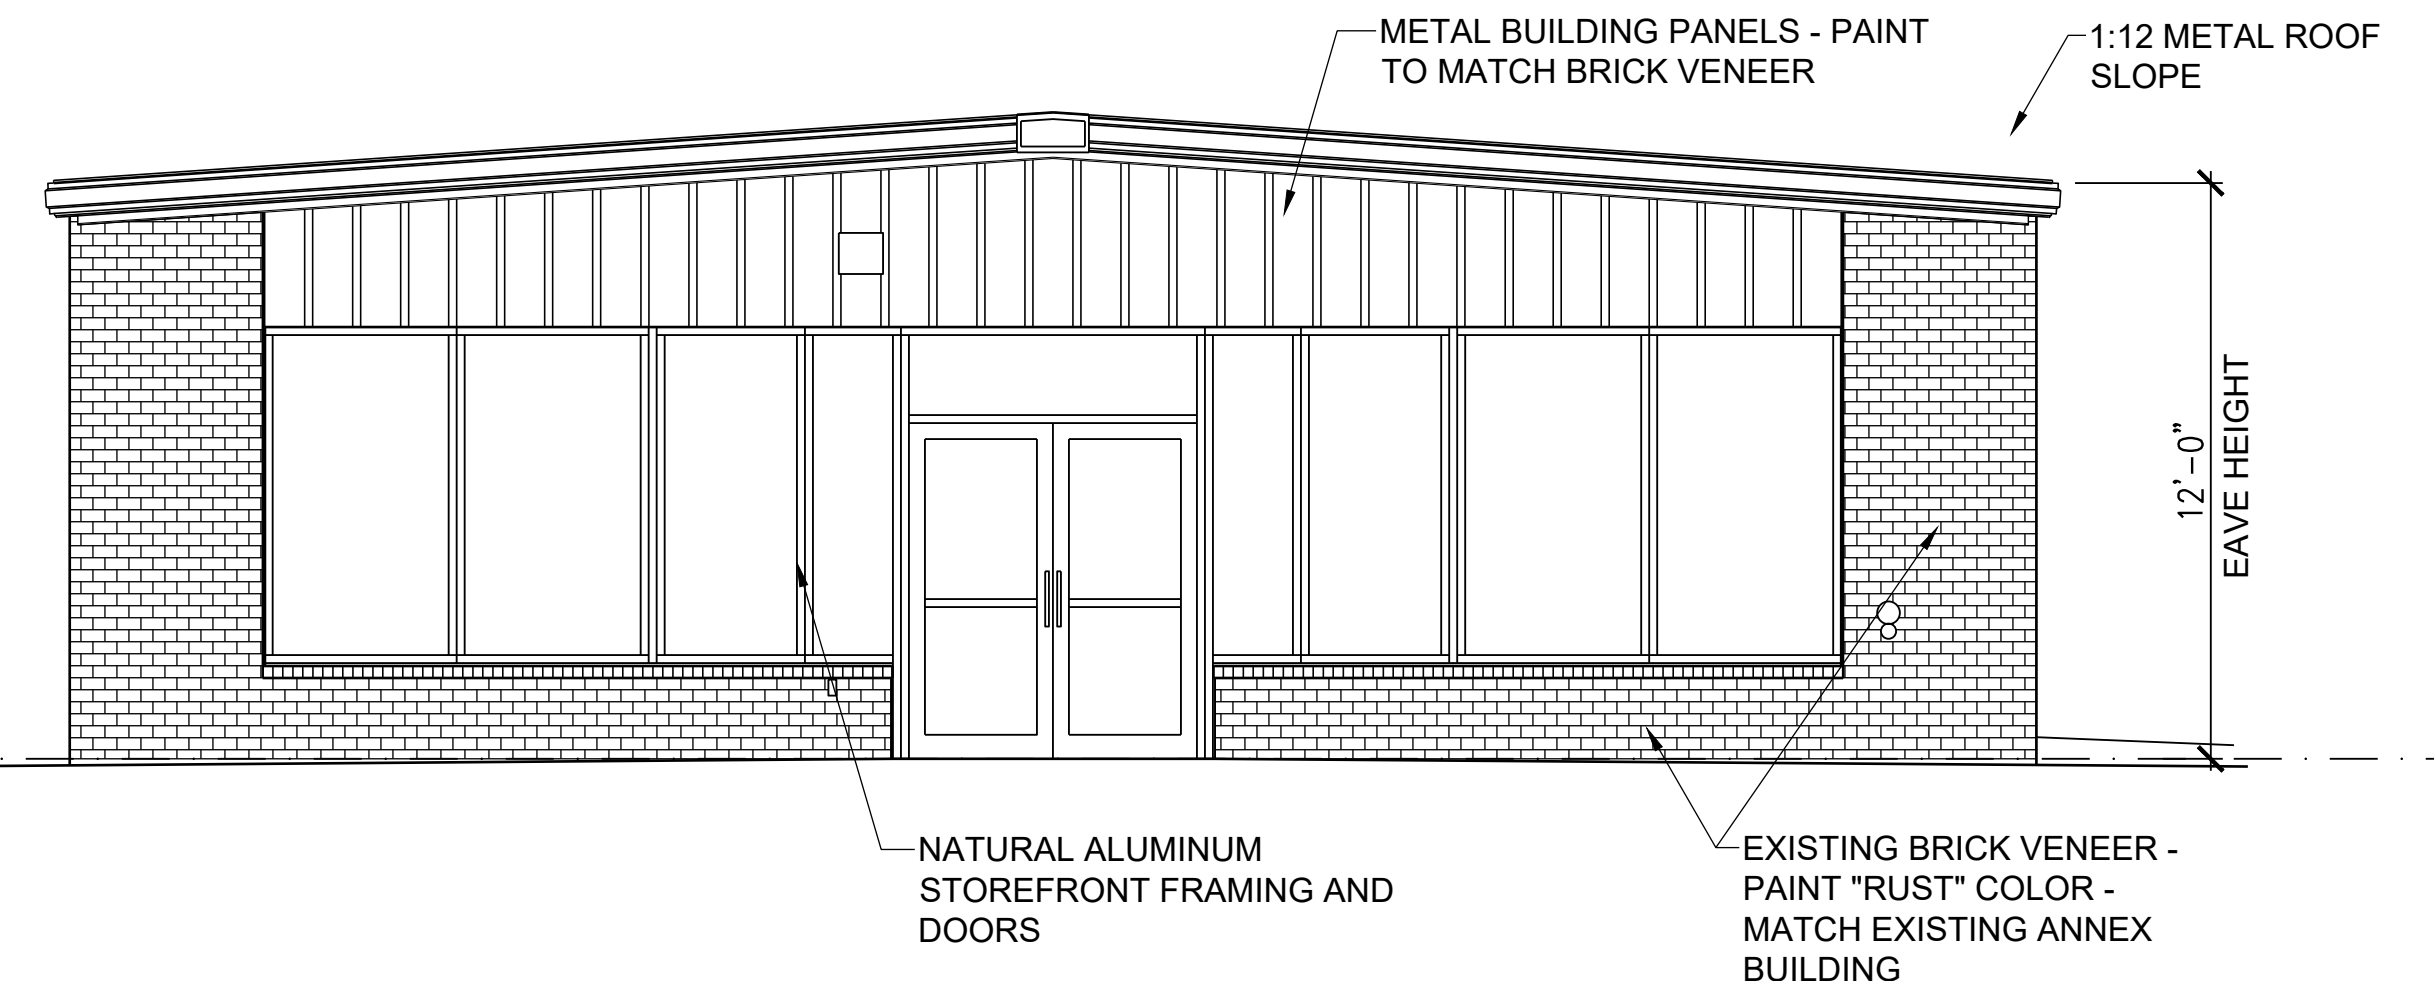 METAL BUILDING PANELS - PAINT
TO MATCH BRICK VENEER
1:12 METAL ROOF
SLOPE
12'-0"
EAVE HEIGHT
NATURAL ALUMINUM
STOREFRONT FRAMING AND
DOORS
EXISTING BRICK VENEER -
PAINT "RUST" COLOR -
MATCH EXISTING ANNEX
BUILDING